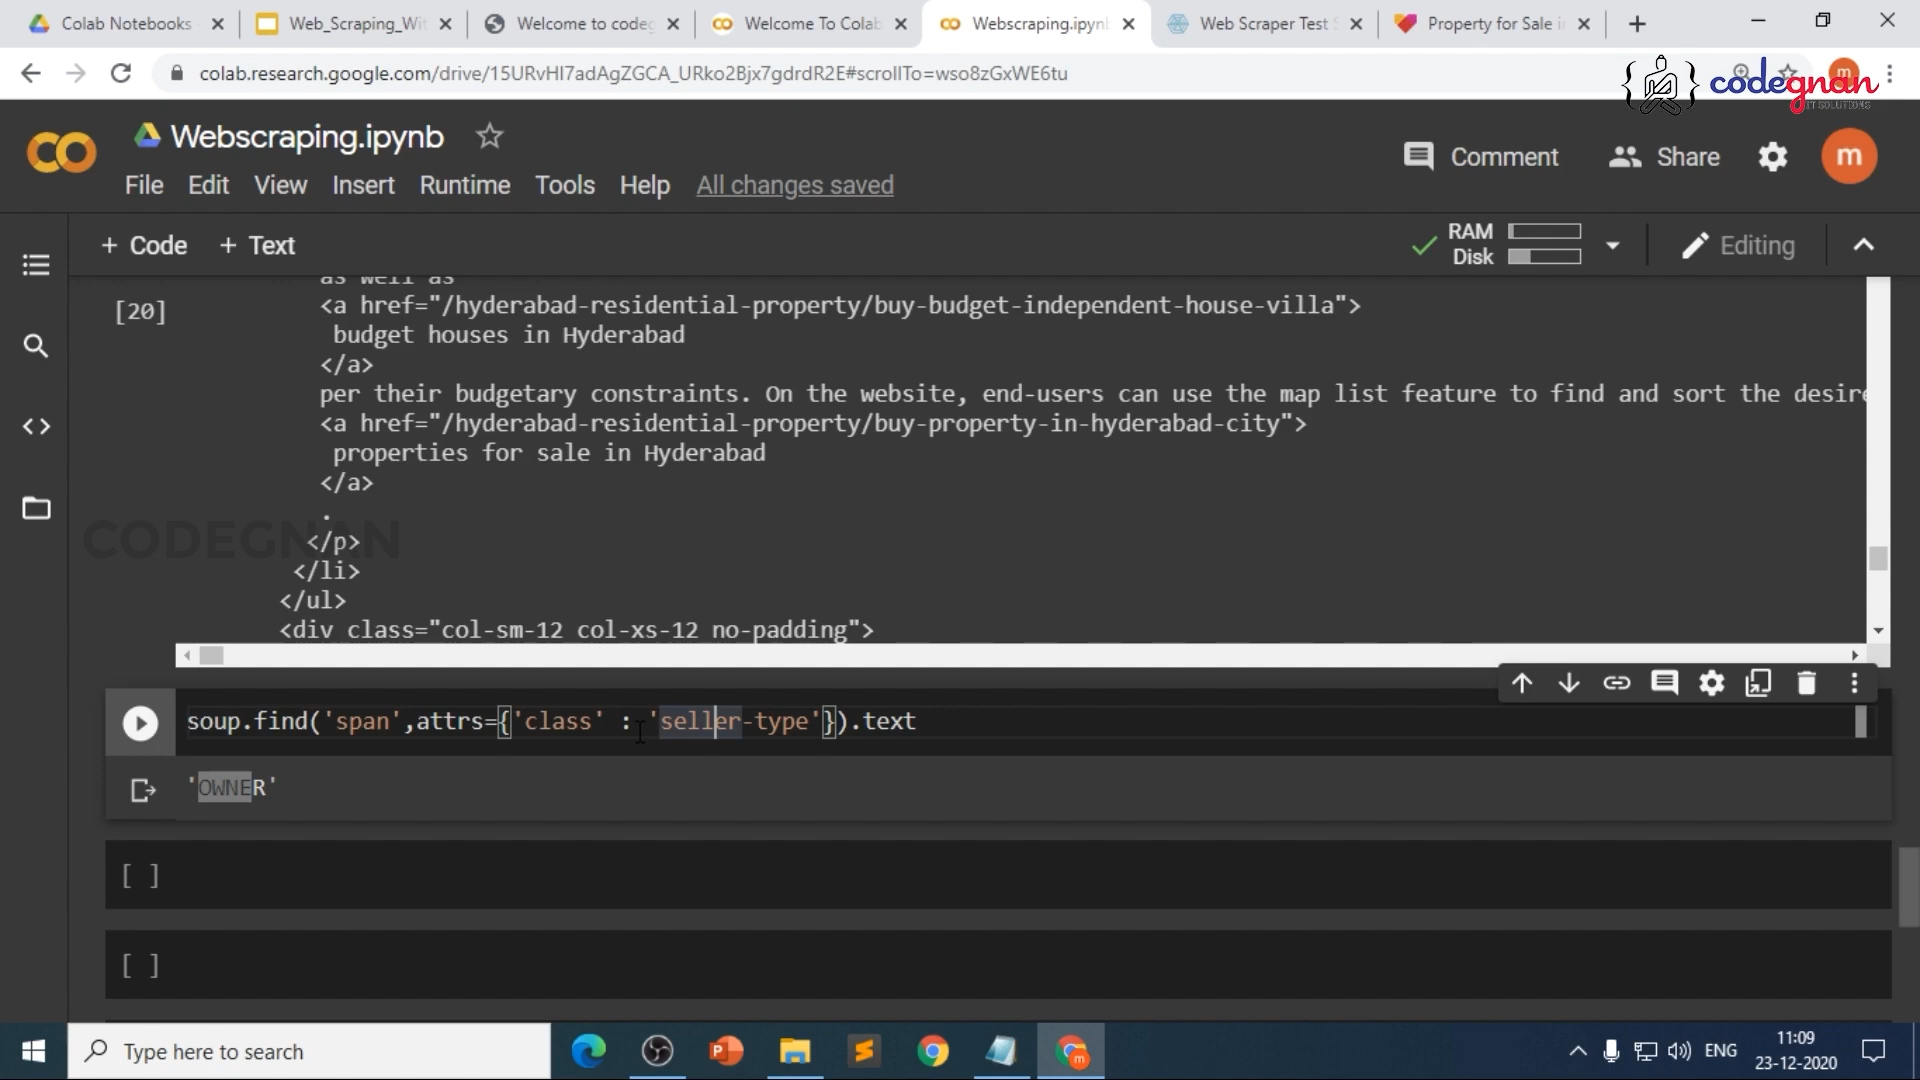 Colab Notebooks
Web_Scraping_Wit
Welcome to codeg
Welcome To Colab
Webscraping.ipynb
Web Scraper Test S
Property for Sale i
colab.research.google.com/drive/15URvHI7adAgZGCA_URko2Bjx7gdrdR2E#scrollTo=wso8zGxWE6tu
codegnan
IT SOLUTIONS
Webscraping.ipynb
Comment
Share
m
File Edit View Insert Runtime Tools Help All changes saved
+ Code + Text
RAM
Disk
Editing
as well as
[20]
<a href="/hyderabad-residential-property/buy-budget-independent-house-villa">
budget houses in Hyderabad
</a>
per their budgetary constraints. On the website, end-users can use the map list feature to find and sort the desire
<a href="/hyderabad-residential-property/buy-property-in-hyderabad-city">
properties for sale in Hyderabad
</a>
.
CODEGNAN
</p>
</li>
</ul>
<div class="col-sm-12 col-xs-12 no-padding">
soup.find('span',attrs={'class' : 'seller-type'}).text
'OWNER'
[ ]
[ ]
Type here to search
ENG
11:09
23-12-2020